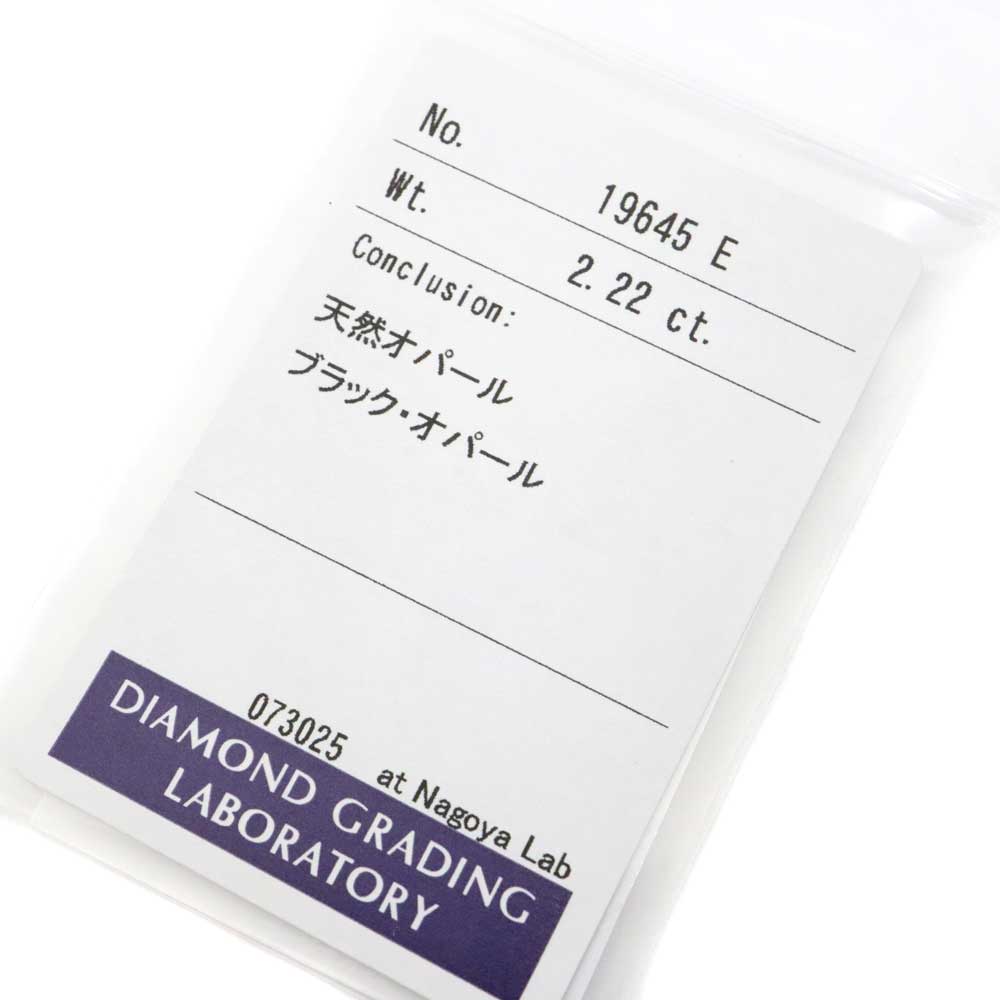 No. 19645 E
Wt. 2.22 ct.
Conclusion:
天然オパール
ブラック・オパール
073025 at Nagoya Lab
DIAMOND GRADING
LABORATORY